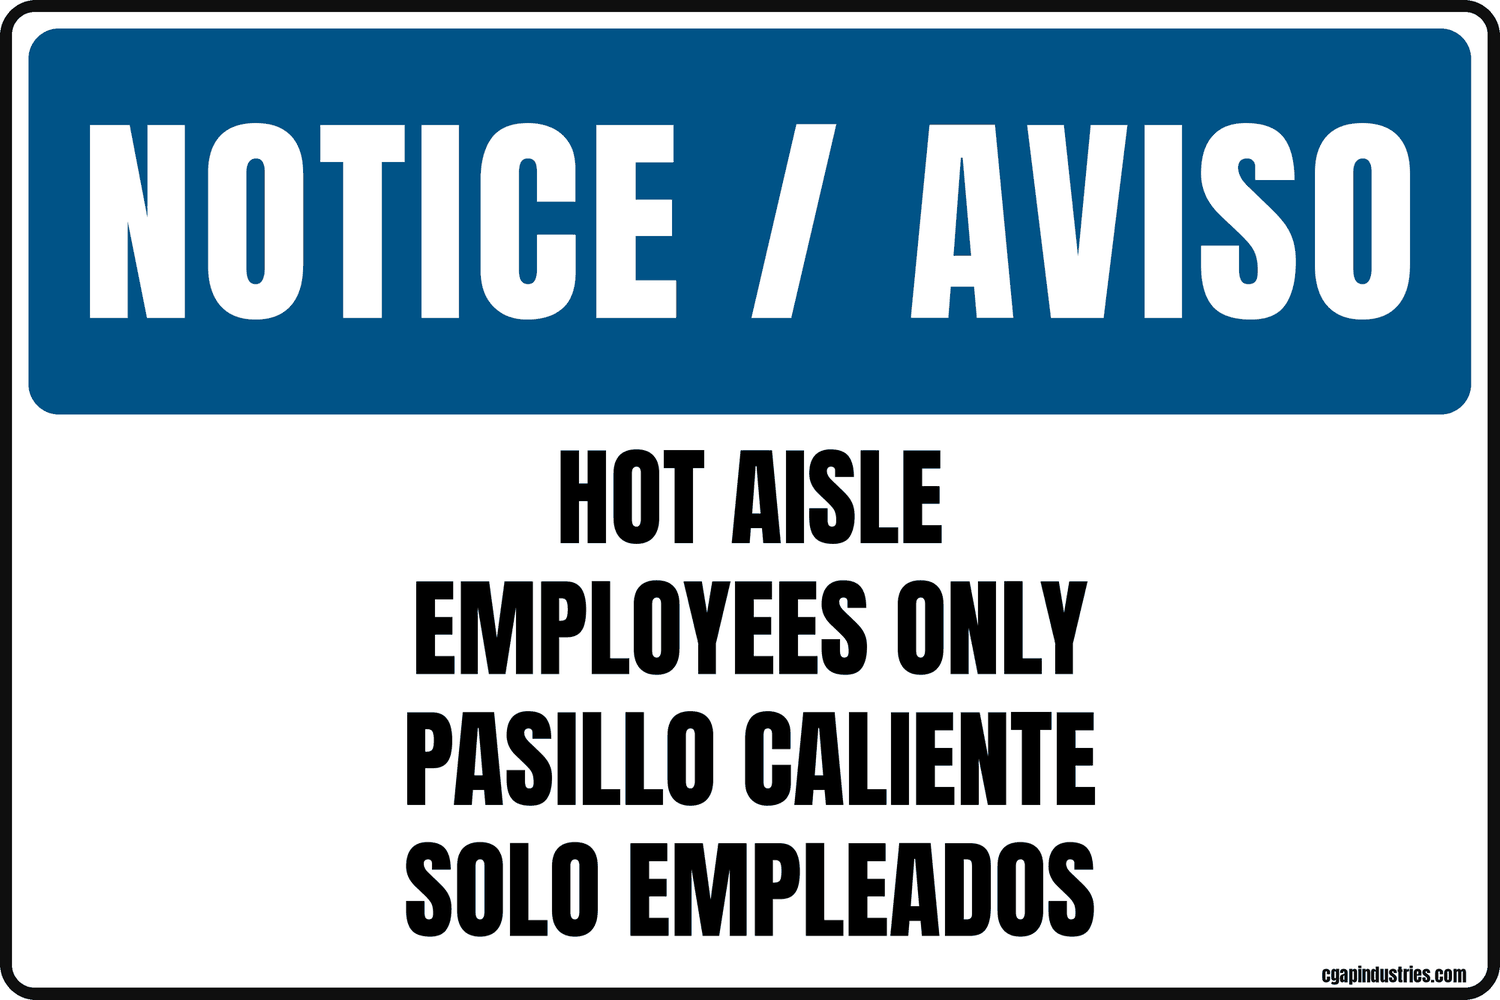 NOTICE / AVISO
HOT AISLE
EMPLOYEES ONLY
PASILLO CALIENTE
SOLO EMPLEADOS
cgapindustries.com